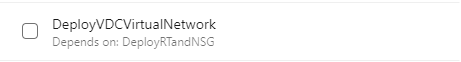 DeployVDCVirtualNetwork
Depends on: DeployRTandNSG